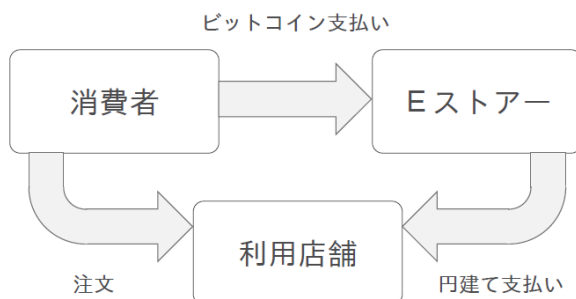 ビットコイン支払い
消費者
Eストアー
利用店舗
注文
円建て支払い